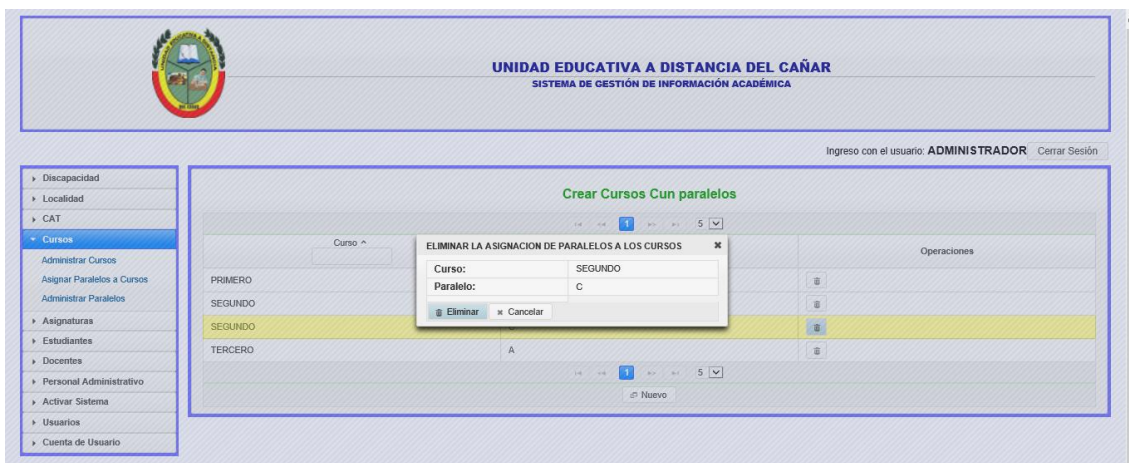 UNIDAD EDUCATIVA A DISTANCIA DEL CAÑAR
SISTEMA DE GESTIÓN DE INFORMACIÓN ACADÉMICA
Ingreso con el usuario: ADMINISTRADOR Cerrar Sesión
Discapacidad
Localidad
CAT
Cursos
Administrar Cursos
Asignar Paralelos a Cursos
Administrar Paralelos
Asignaturas
Estudiantes
Docentes
Personal Administrativo
Activar Sistema
Usuarios
Cuenta de Usuario
Crear Cursos Cun paralelos
1 5
Curso Operaciones
PRIMERO
SEGUNDO
SEGUNDO
TERCERO A
1 5
Nuevo
ELIMINAR LA ASIGNACION DE PARALELOS A LOS CURSOS
Curso: SEGUNDO
Paralelo: C
Eliminar Cancelar